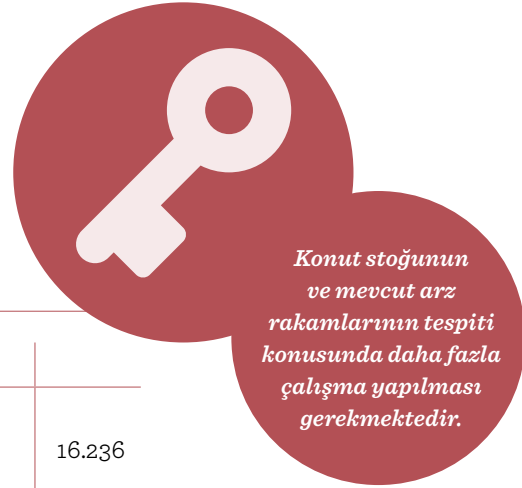 Konut stoğunun
ve mevcut arz
rakamlarının tespiti
konusunda daha fazla
çalışma yapılması
gerekmektedir.
16.236